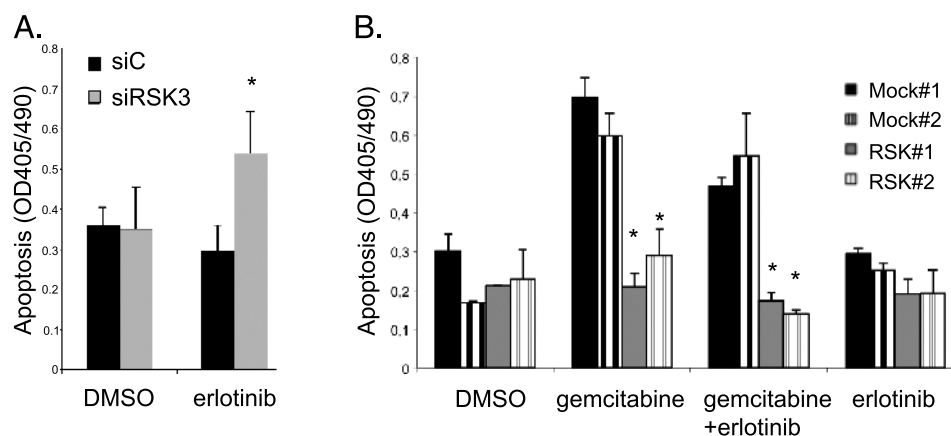 A.
0.8
0.7
0.6
0.5
0.4
0.3
0.2
0.1
0
Apoptosis (OD405/490)
siC
siRSK3
*
DMSO erlotinib
B.
0.8
0.7
0.6
0.5
0.4
0.3
0.2
0.1
0
Apoptosis (OD405/490)
Mock#1
Mock#2
RSK#1
RSK#2
* *
* *
DMSO gemcitabine gemcitabine erlotinib
+erlotinib